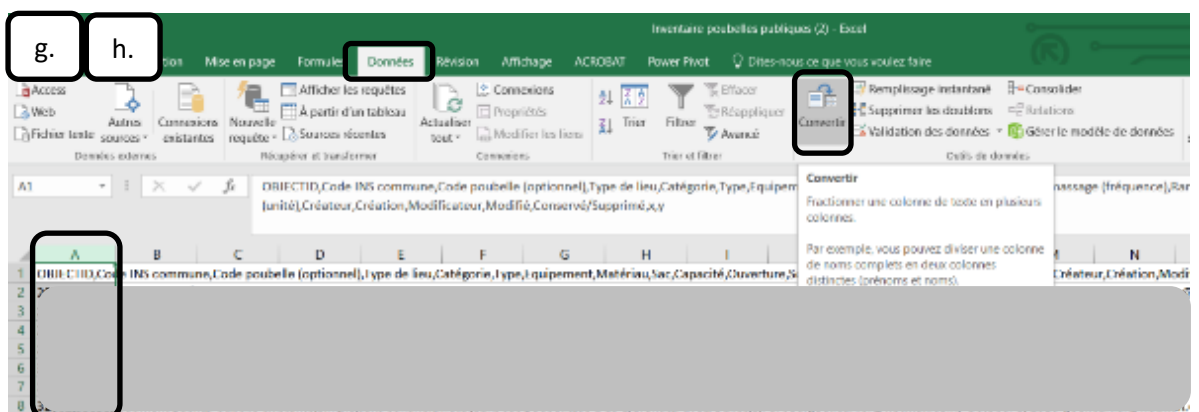 g. h.
Inventaire poubelles publiques (2) - Excel
Mise en page Formules Données Révision Affichage ACROBAT Power Pivot Dites-nous ce que vous voulez faire
Access
Web
Fichier texte
Autres sources
Connexions existantes
Données externes
Nouvelle requête
Afficher les requêtes
À partir d'un tableau
Sources récentes
Récupérer et transformer
Actualiser tout
Connexions
Propriétés
Modifier les liens
Connexions
Trier
Filtrer
Effacer
Réappliquer
Avancé
Trier et filtrer
Convertir
Remplissage instantané
Supprimer les doublons
Validation des données
Consolider
Relations
Gérer le modèle de données
Outils de données
A1 fx OBJECTID,Code INS commune,Code poubelle (optionnel),Type de lieu,Catégorie,Type,Equipem
(unité),Créateur,Création,Modificateur,Modifié,Conservé/Supprimé,x,y
massage (fréquence),Ran
Convertir
Fractionner une colonne de texte en plusieurs
colonnes.
Par exemple, vous pouvez diviser une colonne
de noms complets en deux colonnes
distinctes (prénoms et noms).
A B C D E F G H I N
1 OBJECTID,Code INS commune,Code poubelle (optionnel),Type de lieu,Catégorie,Type,Equipement,Matériau,Sac,Capacité,Ouverture,S Créateur,Création,Modif
2
3
4
5
6
7
8 3